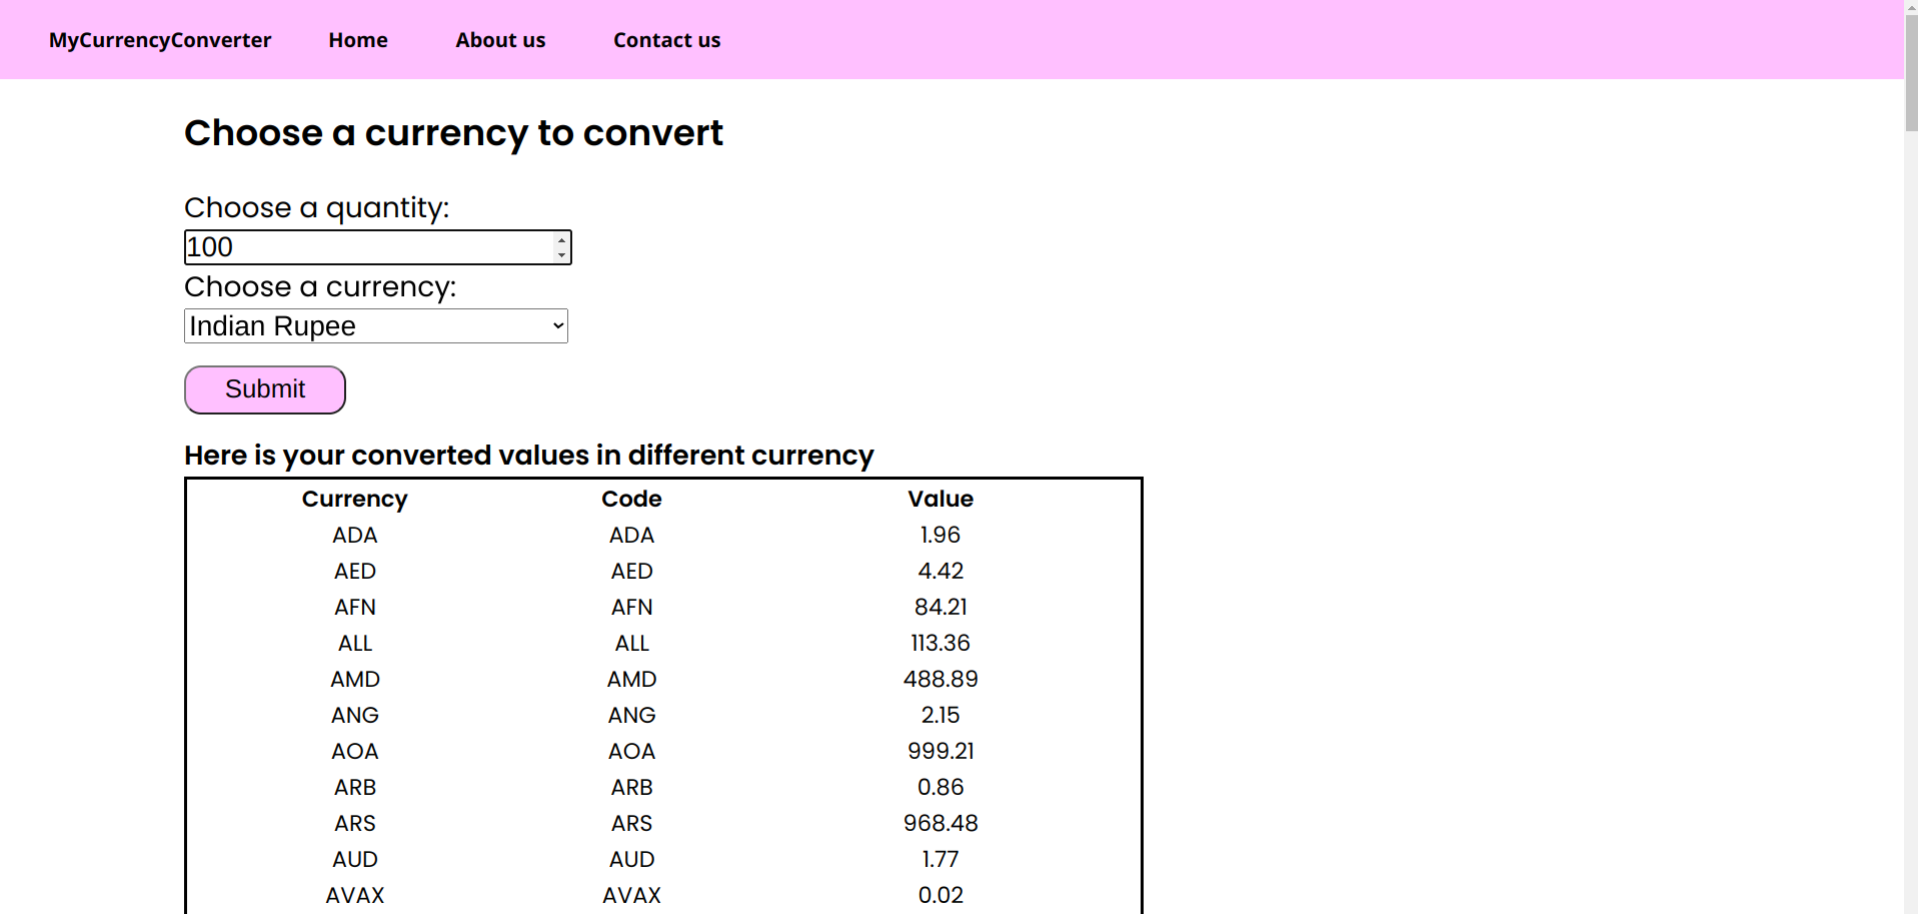 MyCurrencyConverter Home About us Contact us
Choose a currency to convert
Choose a quantity:
100
Choose a currency:
Indian Rupee
Submit
Here is your converted values in different currency
Currency Code Value
ADA ADA 1.96
AED AED 4.42
AFN AFN 84.21
ALL ALL 113.36
AMD AMD 488.89
ANG ANG 2.15
AOA AOA 999.21
ARB ARB 0.86
ARS ARS 968.48
AUD AUD 1.77
AVAX AVAX 0.02